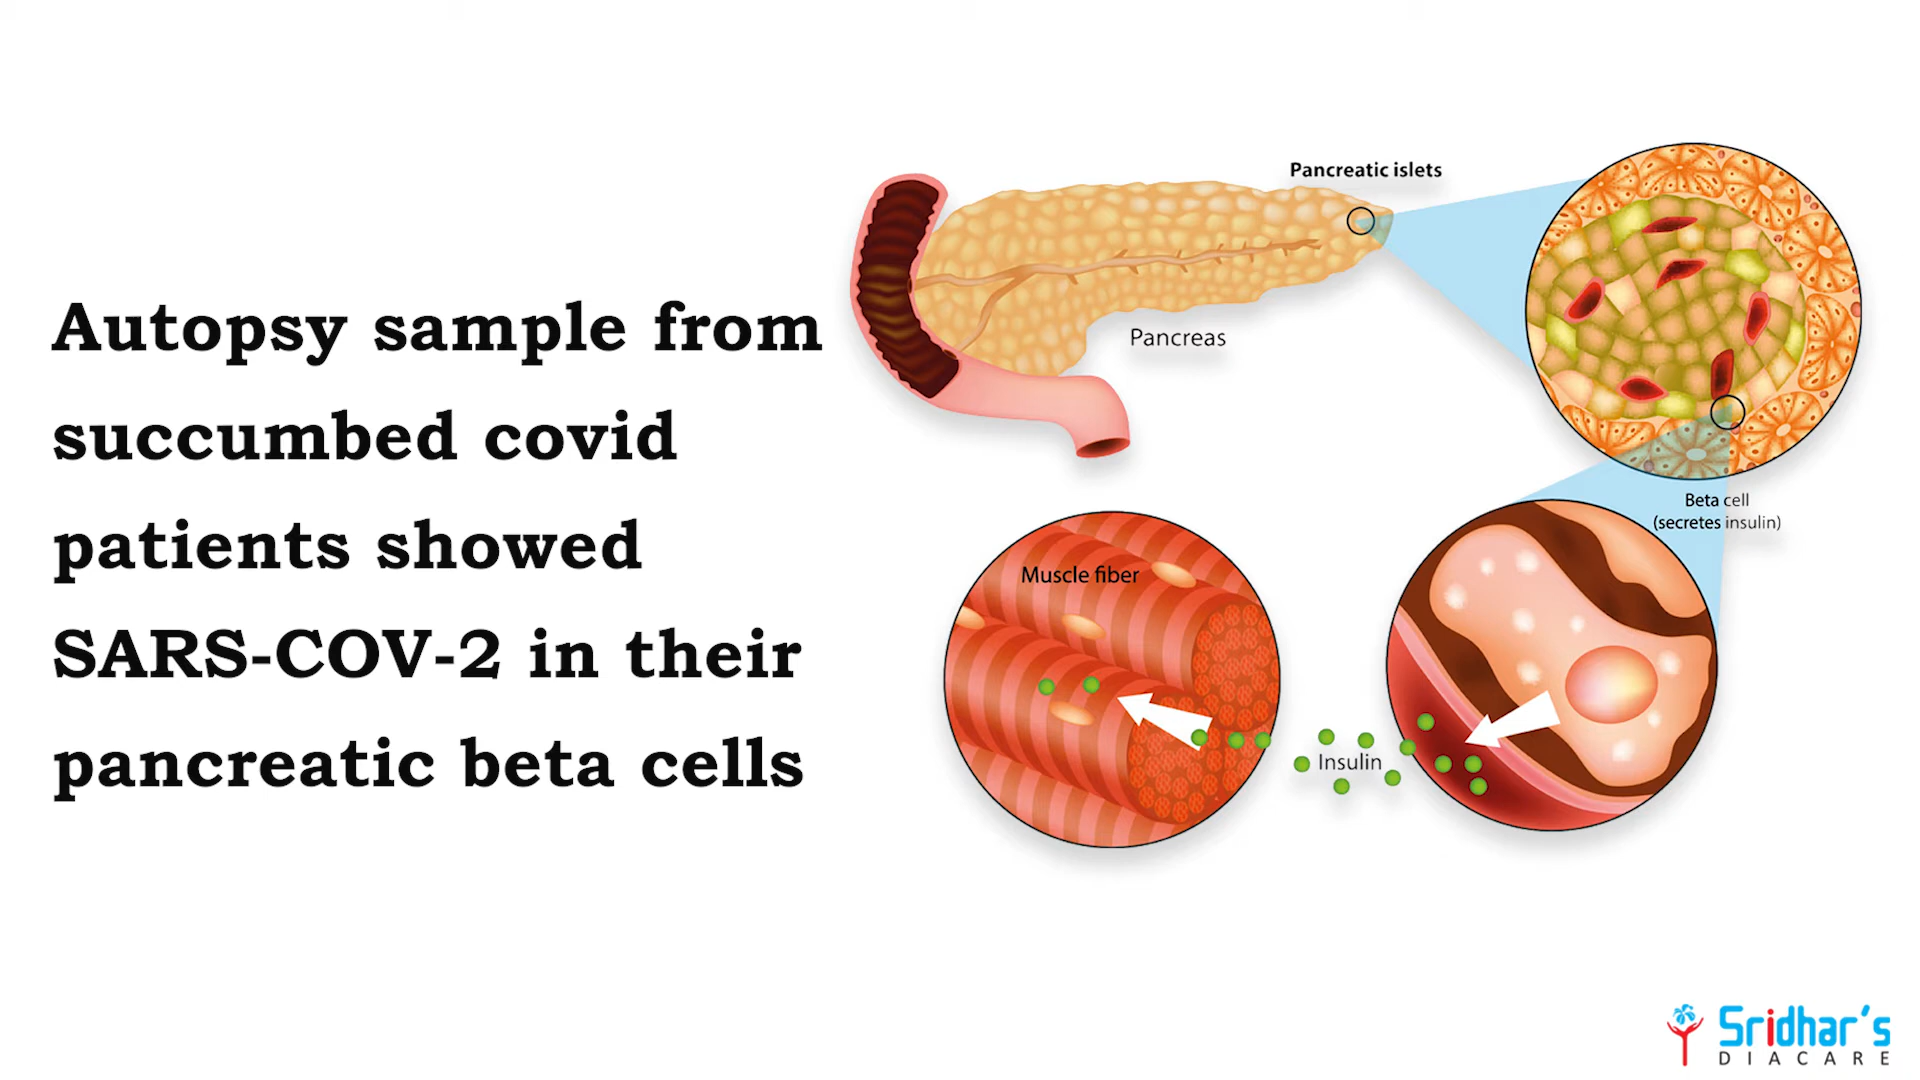 Autopsy sample from
succumbed covid
patients showed
SARS-COV-2 in their
pancreatic beta cells
Pancreatic islets
Pancreas
Beta cell
(secretes insulin)
Muscle fiber
Insulin
Sridhar's
DIACARE